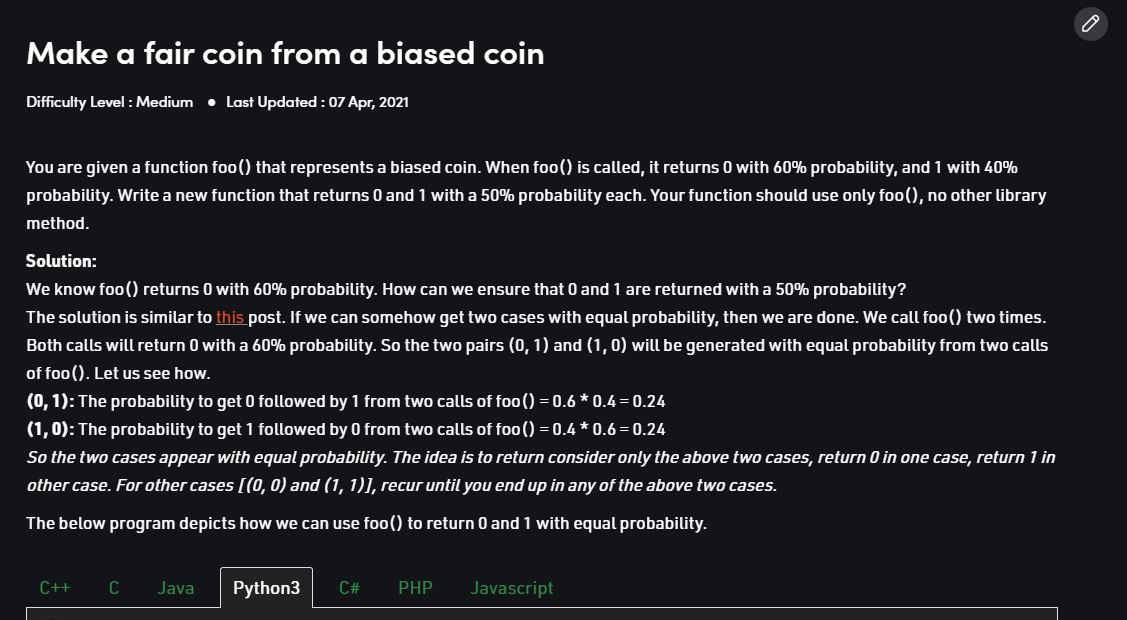 Make a fair coin from a biased coin
Difficulty Level : Medium ● Last Updated : 07 Apr, 2021
You are given a function foo() that represents a biased coin. When foo() is called, it returns 0 with 60% probability, and 1 with 40%
probability. Write a new function that returns 0 and 1 with a 50% probability each. Your function should use only foo(), no other library
method.
Solution:
We know foo() returns 0 with 60% probability. How can we ensure that 0 and 1 are returned with a 50% probability?
The solution is similar to this post. If we can somehow get two cases with equal probability, then we are done. We call foo() two times.
Both calls will return 0 with a 60% probability. So the two pairs (0, 1) and (1, 0) will be generated with equal probability from two calls
of foo(). Let us see how.
(0, 1): The probability to get 0 followed by 1 from two calls of foo() = 0.6 * 0.4 = 0.24
(1, 0): The probability to get 1 followed by 0 from two calls of foo() = 0.4 * 0.6 = 0.24
So the two cases appear with equal probability. The idea is to return consider only the above two cases, return 0 in one case, return 1 in
other case. For other cases [(0, 0) and (1, 1)], recur until you end up in any of the above two cases.
The below program depicts how we can use foo() to return 0 and 1 with equal probability.
C++ C Java Python3 C# PHP Javascript